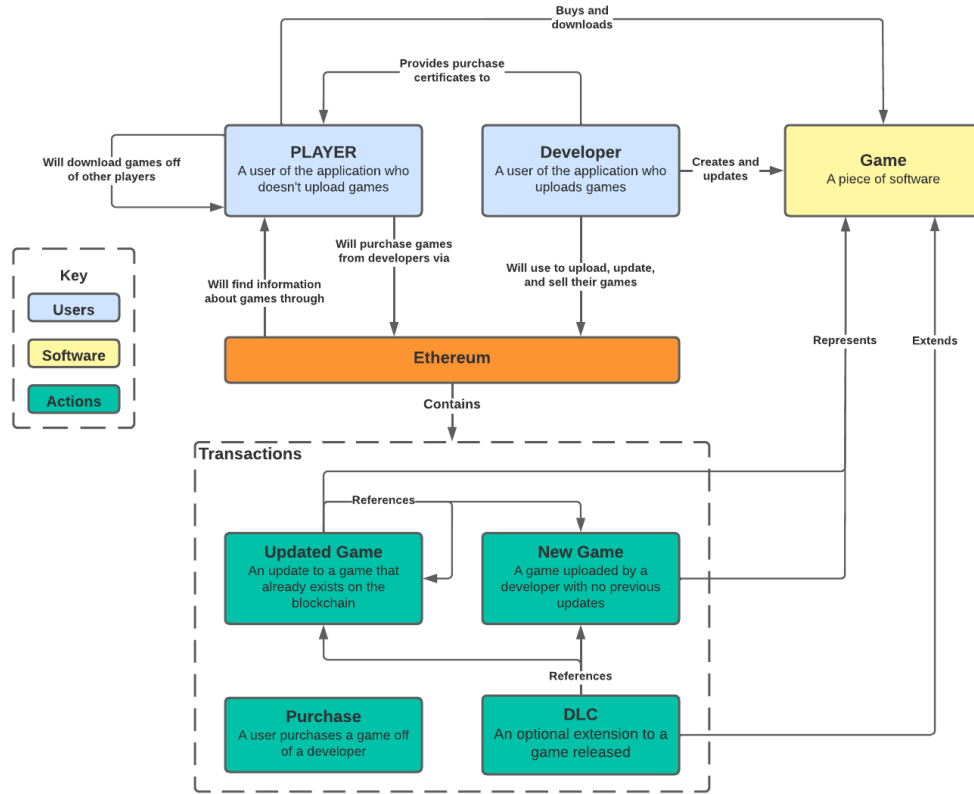 Buys and
downloads
Provides purchase
certificates to
PLAYER
A user of the application who
doesn't upload games
Developer
A user of the application who
uploads games
Creates and
updates
Game
A piece of software
Will download games off
of other players
Will purchase games
from developers via
Will find information
about games through
Will use to upload, update,
and sell their games
Key
Users
Software
Actions
Ethereum
Represents
Extends
Contains
Transactions
References
Updated Game
An update to a game that
already exists on the
blockchain
New Game
A game uploaded by a
developer with no previous
updates
References
Purchase
A user purchases a game off
of a developer
DLC
An optional extension to a
game released